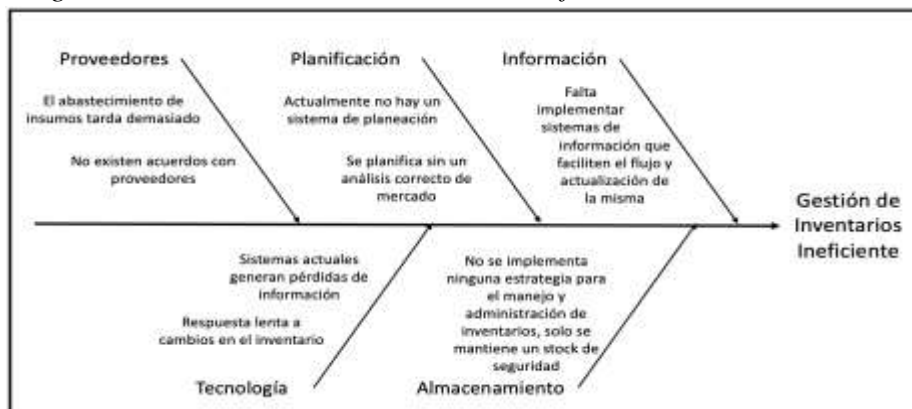 Proveedores
El abastecimiento de
insumos tarda demasiado
No existen acuerdos con
proveedores
Planificación
Actualmente no hay un
sistema de planeación
Se planifica sin un
análisis correcto de
mercado
Información
Falta
implementar
sistemas de
información que
faciliten el flujo y
actualización de
la misma
Gestión de
Inventarios
Ineficiente
Sistemas actuales
generan pérdidas de
información
Respuesta lenta a
cambios en el inventario
Tecnología
No se implementa
ninguna estrategia para
el manejo y
administración de
inventarios, solo se
mantiene un stock de
seguridad
Almacenamiento